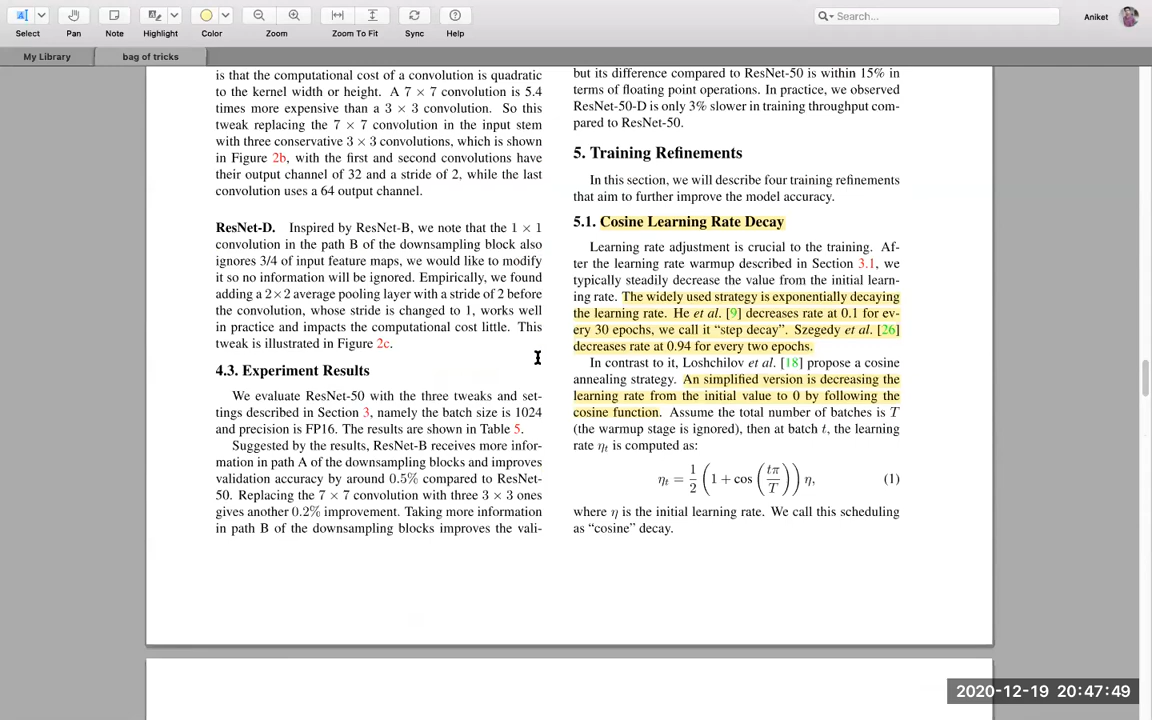 Select
Pan
Note
Highlight
Color
Zoom
Zoom To Fit
Sync
Help
Search...
Aniket
My Library
bag of tricks
is that the computational cost of a convolution is quadratic
to the kernel width or height. A 7 × 7 convolution is 5.4
times more expensive than a 3 × 3 convolution. So this
tweak replacing the 7 × 7 convolution in the input stem
with three conservative 3 × 3 convolutions, which is shown
in Figure 2b, with the first and second convolutions have
their output channel of 32 and a stride of 2, while the last
convolution uses a 64 output channel.
ResNet-D. Inspired by ResNet-B, we note that the 1 × 1
convolution in the path B of the downsampling block also
ignores 3/4 of input feature maps, we would like to modify
it so no information will be ignored. Empirically, we found
adding a 2×2 average pooling layer with a stride of 2 before
the convolution, whose stride is changed to 1, works well
in practice and impacts the computational cost little. This
tweak is illustrated in Figure 2c.
4.3. Experiment Results
We evaluate ResNet-50 with the three tweaks and set-
tings described in Section 3, namely the batch size is 1024
and precision is FP16. The results are shown in Table 5.
Suggested by the results, ResNet-B receives more infor-
mation in path A of the downsampling blocks and improves
validation accuracy by around 0.5% compared to ResNet-
50. Replacing the 7 × 7 convolution with three 3 × 3 ones
gives another 0.2% improvement. Taking more information
in path B of the downsampling blocks improves the vali-
but its difference compared to ResNet-50 is within 15% in
terms of floating point operations. In practice, we observed
ResNet-50-D is only 3% slower in training throughput com-
pared to ResNet-50.
5. Training Refinements
In this section, we will describe four training refinements
that aim to further improve the model accuracy.
5.1. Cosine Learning Rate Decay
Learning rate adjustment is crucial to the training. Af-
ter the learning rate warmup described in Section 3.1, we
typically steadily decrease the value from the initial learn-
ing rate. The widely used strategy is exponentially decaying
the learning rate. He et al. [9] decreases rate at 0.1 for ev-
ery 30 epochs, we call it “step decay”. Szegedy et al. [26]
decreases rate at 0.94 for every two epochs.
In contrast to it, Loshchilov et al. [18] propose a cosine
annealing strategy. An simplified version is decreasing the
learning rate from the initial value to 0 by following the
cosine function. Assume the total number of batches is T
(the warmup stage is ignored), then at batch t, the learning
rate ηt is computed as:
ηt = 1/2 (1 + cos (tπ/T)) η, (1)
where η is the initial learning rate. We call this scheduling
as “cosine” decay.
2020-12-19 20:47:49